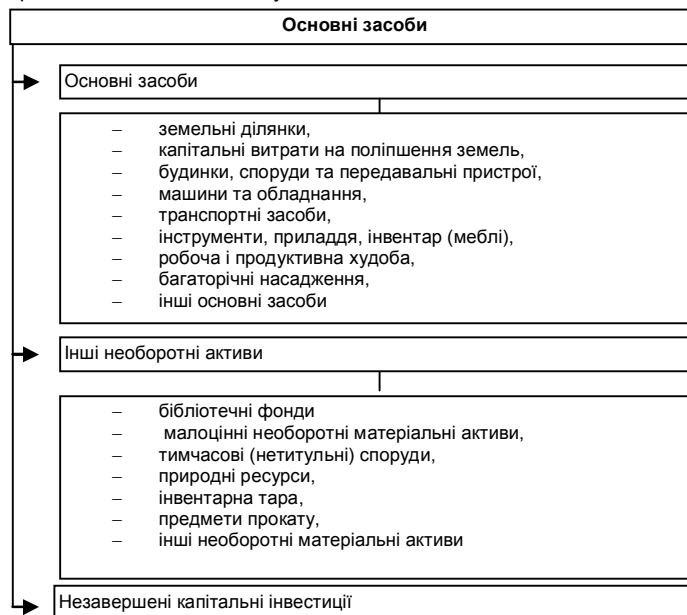 Основні засоби
Основні засоби
– земельні ділянки,
– капітальні витрати на поліпшення земель,
– будинки, споруди та передавальні пристрої,
– машини та обладнання,
– транспортні засоби,
– інструменти, приладдя, інвентар (меблі),
– робоча і продуктивна худоба,
– багаторічні насадження,
– інші основні засоби
Інші необоротні активи
– бібліотечні фонди
– малоцінні необоротні матеріальні активи,
– тимчасові (нетитульні) споруди,
– природні ресурси,
– інвентарна тара,
– предмети прокату,
– інші необоротні матеріальні активи
Незавершені капітальні інвестиції